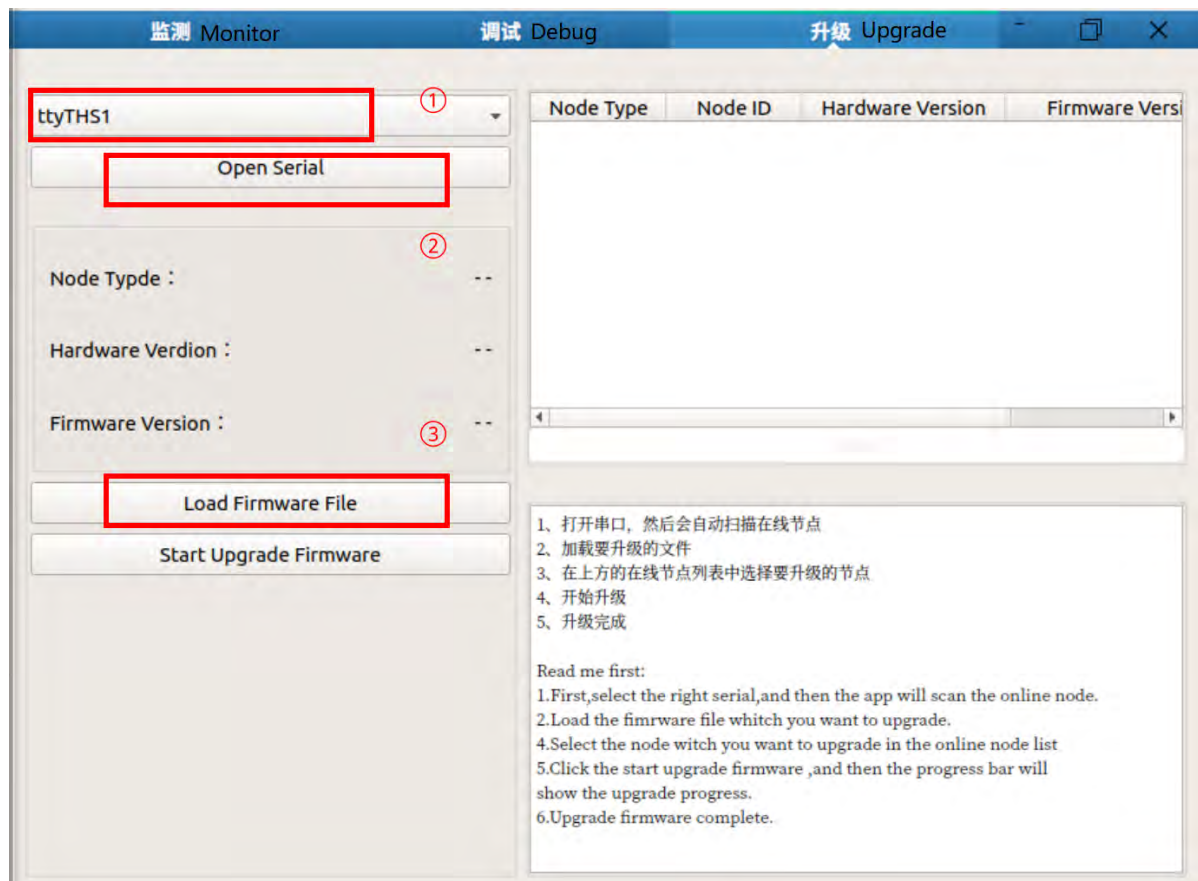 监测 Monitor 调试 Debug 升级 Upgrade
ttyTHS1 ①
Open Serial
②
Node Typde： --
Hardware Verdion： --
Firmware Version： --
③
Load Firmware File
Start Upgrade Firmware
Node Type Node ID Hardware Version Firmware Versi
1、打开串口，然后会自动扫描在线节点
2、加载要升级的文件
3、在上方的在线节点列表中选择要升级的节点
4、开始升级
5、升级完成
Read me first:
1.First,select the right serial,and then the app will scan the online node.
2.Load the fimrware file whitch you want to upgrade.
4.Select the node witch you want to upgrade in the online node list
5.Click the start upgrade firmware ,and then the progress bar will
show the upgrade progress.
6.Upgrade firmware complete.